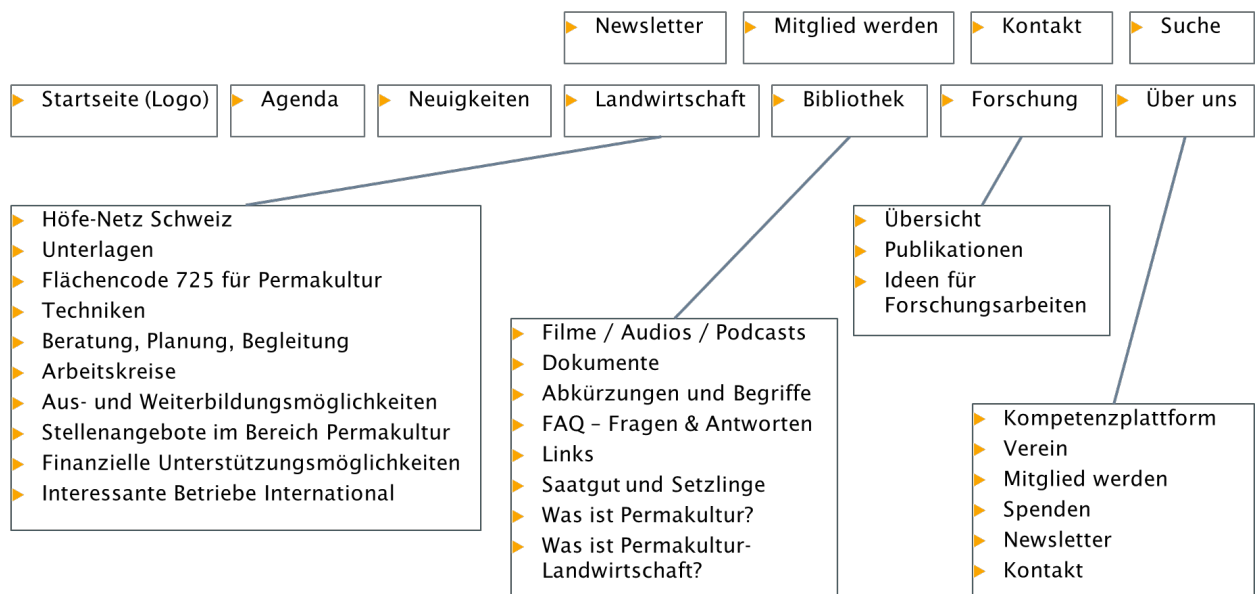 Newsletter
Mitglied werden
Kontakt
Suche
Startseite (Logo)
Agenda
Neuigkeiten
Landwirtschaft
Bibliothek
Forschung
Über uns
Höfe-Netz Schweiz
Unterlagen
Flächencode 725 für Permakultur
Techniken
Beratung, Planung, Begleitung
Arbeitskreise
Aus- und Weiterbildungsmöglichkeiten
Stellenangebote im Bereich Permakultur
Finanzielle Unterstützungsmöglichkeiten
Interessante Betriebe International
Filme / Audios / Podcasts
Dokumente
Abkürzungen und Begriffe
FAQ – Fragen & Antworten
Links
Saatgut und Setzlinge
Was ist Permakultur?
Was ist Permakultur-
Landwirtschaft?
Übersicht
Publikationen
Ideen für
Forschungsarbeiten
Kompetenzplattform
Verein
Mitglied werden
Spenden
Newsletter
Kontakt